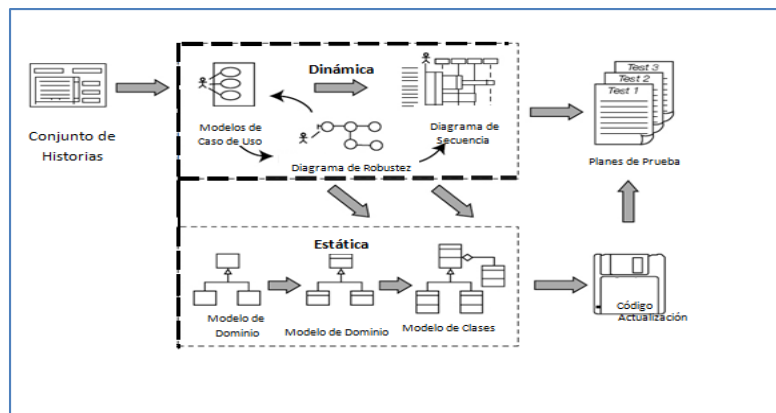 Conjunto de
Historias
Dinámica
Modelos de
Caso de Uso
Diagrama de Robustez
Diagrama de
Secuencia
Test 3
Test 2
Test 1
Planes de Prueba
Estática
Modelo de
Dominio
Modelo de Dominio
Modelo de Clases
Código
Actualización